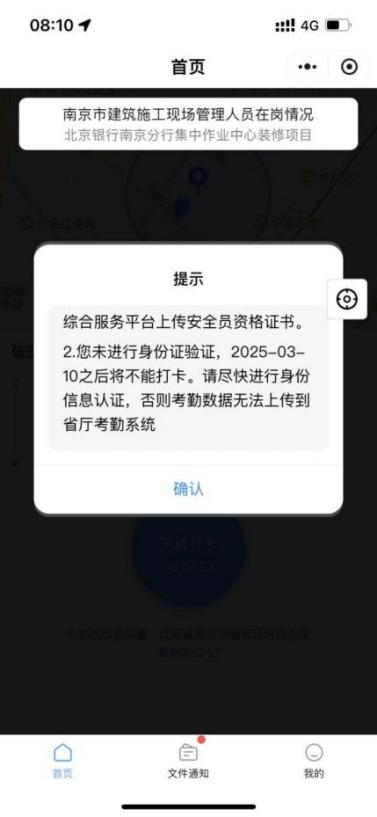 08:10
4G
首页
南京市建筑施工现场管理人员在岗情况
北京银行南京分行集中作业中心装修项目
提示
综合服务平台上传安全员资格证书。
2.您未进行身份证验证，2025-03-
10之后将不能打卡。请尽快进行身份
信息认证，否则考勤数据无法上传到
省厅考勤系统
确认
下班打卡
首页
文件通知
我的